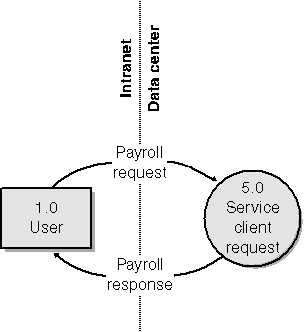 Intranet
Data center
Payroll
request
1.0
User
5.0
Service
client
request
Payroll
response